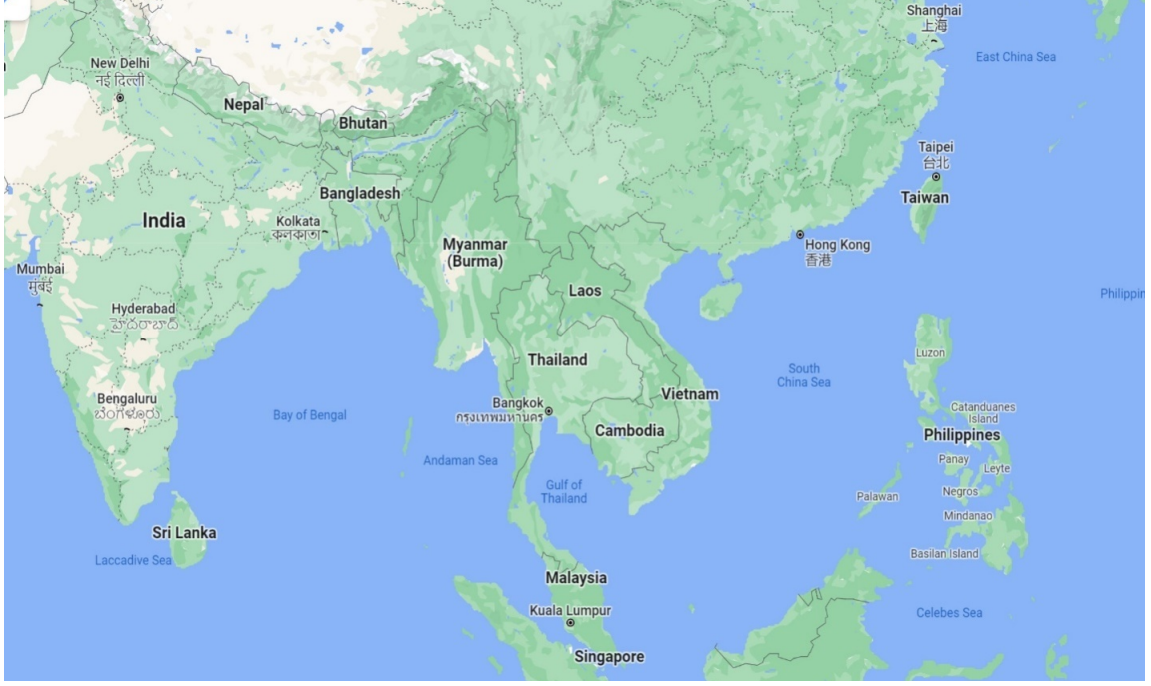 Shanghai
上海
East China Sea
New Delhi
नई दिल्ली
Nepal
Bhutan
Taipei
台北
Bangladesh
Taiwan
India
Kolkata
কলকাতা
Myanmar
(Burma)
Hong Kong
香港
Mumbai
मुंबई
Laos
Philippin
Hyderabad
హైదరాబాద్
Luzon
Thailand
South
China Sea
Vietnam
Bengaluru
ಬೆಂಗಳೂರು
Bangkok
กรุงเทพมหานคร
Bay of Bengal
Catanduanes
Island
Cambodia
Philippines
Andaman Sea
Panay
Leyte
Gulf of
Thailand
Palawan
Negros
Mindanao
Sri Lanka
Laccadive Sea
Basilan Island
Malaysia
Kuala Lumpur
Celebes Sea
Singapore